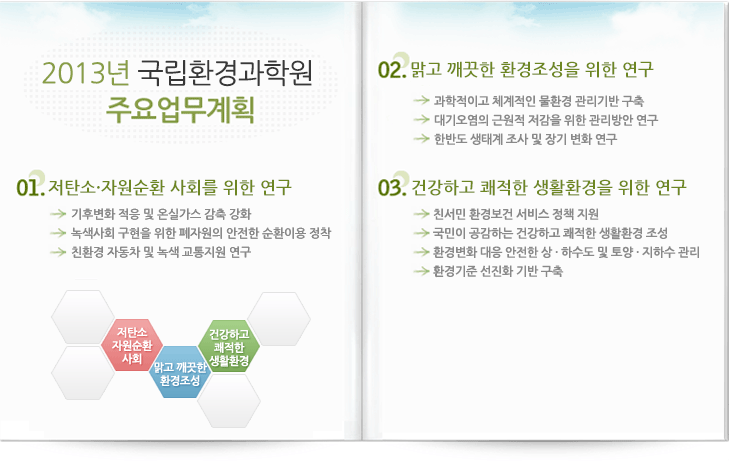 2013년 국립환경과학원
주요업무계획
01. 저탄소·자원순환 사회를 위한 연구
기후변화 적응 및 온실가스 감축 강화
녹색사회 구현을 위한 폐자원의 안전한 순환이용 정착
친환경 자동차 및 녹색 교통지원 연구
저탄소
자원순환
사회
맑고 깨끗한
환경조성
건강하고
쾌적한
생활환경
02. 맑고 깨끗한 환경조성을 위한 연구
과학적이고 체계적인 물환경 관리기반 구축
대기오염의 근원적 저감을 위한 관리방안 연구
한반도 생태계 조사 및 장기 변화 연구
03. 건강하고 쾌적한 생활환경을 위한 연구
친서민 환경보건 서비스 정책 지원
국민이 공감하는 건강하고 쾌적한 생활환경 조성
환경변화 대응 안전한 상·하수도 및 토양·지하수 관리
환경기준 선진화 기반 구축